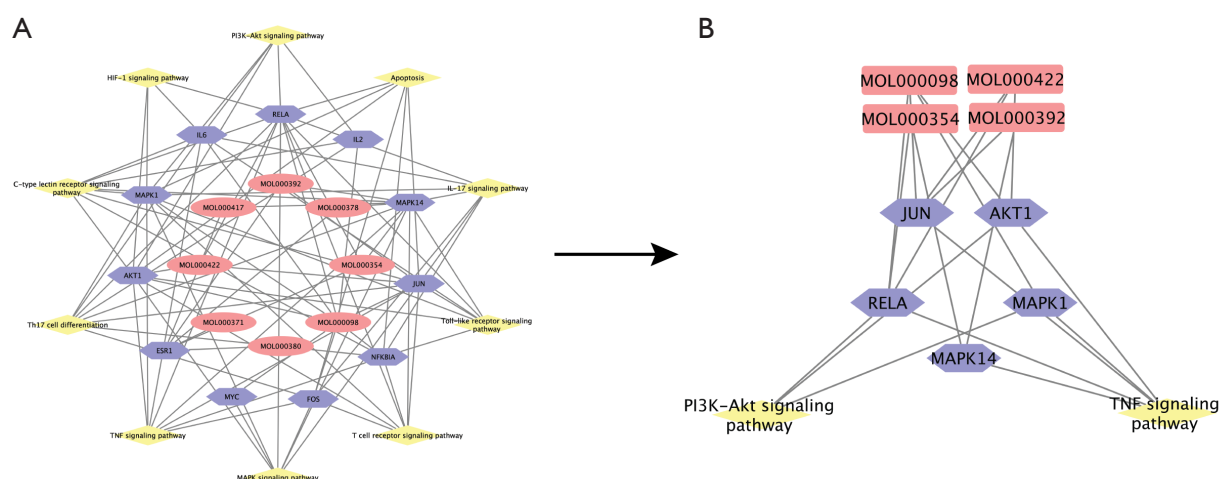 A
B
PI3K-Akt signaling pathway
HIF-1 signaling pathway
Apoptosis
RELA
IL6
IL2
C-type lectin receptor signaling
pathway
MAPK1
MOL000392
IL-17 signaling pathway
MOL000417
MOL000378
MAPK14
MOL000422
MOL000354
AKT1
JUN
Th17 cell differentiation
MOL000371
MOL000098
Toll-like receptor signaling
pathway
ESR1
MOL000380
NFKBIA
MYC
FOS
TNF signaling pathway
T cell receptor signaling pathway
MAPK signaling pathway
MOL000098
MOL000422
MOL000354
MOL000392
JUN
AKT1
RELA
MAPK1
MAPK14
PI3K-Akt signaling
pathway
TNF signaling
pathway